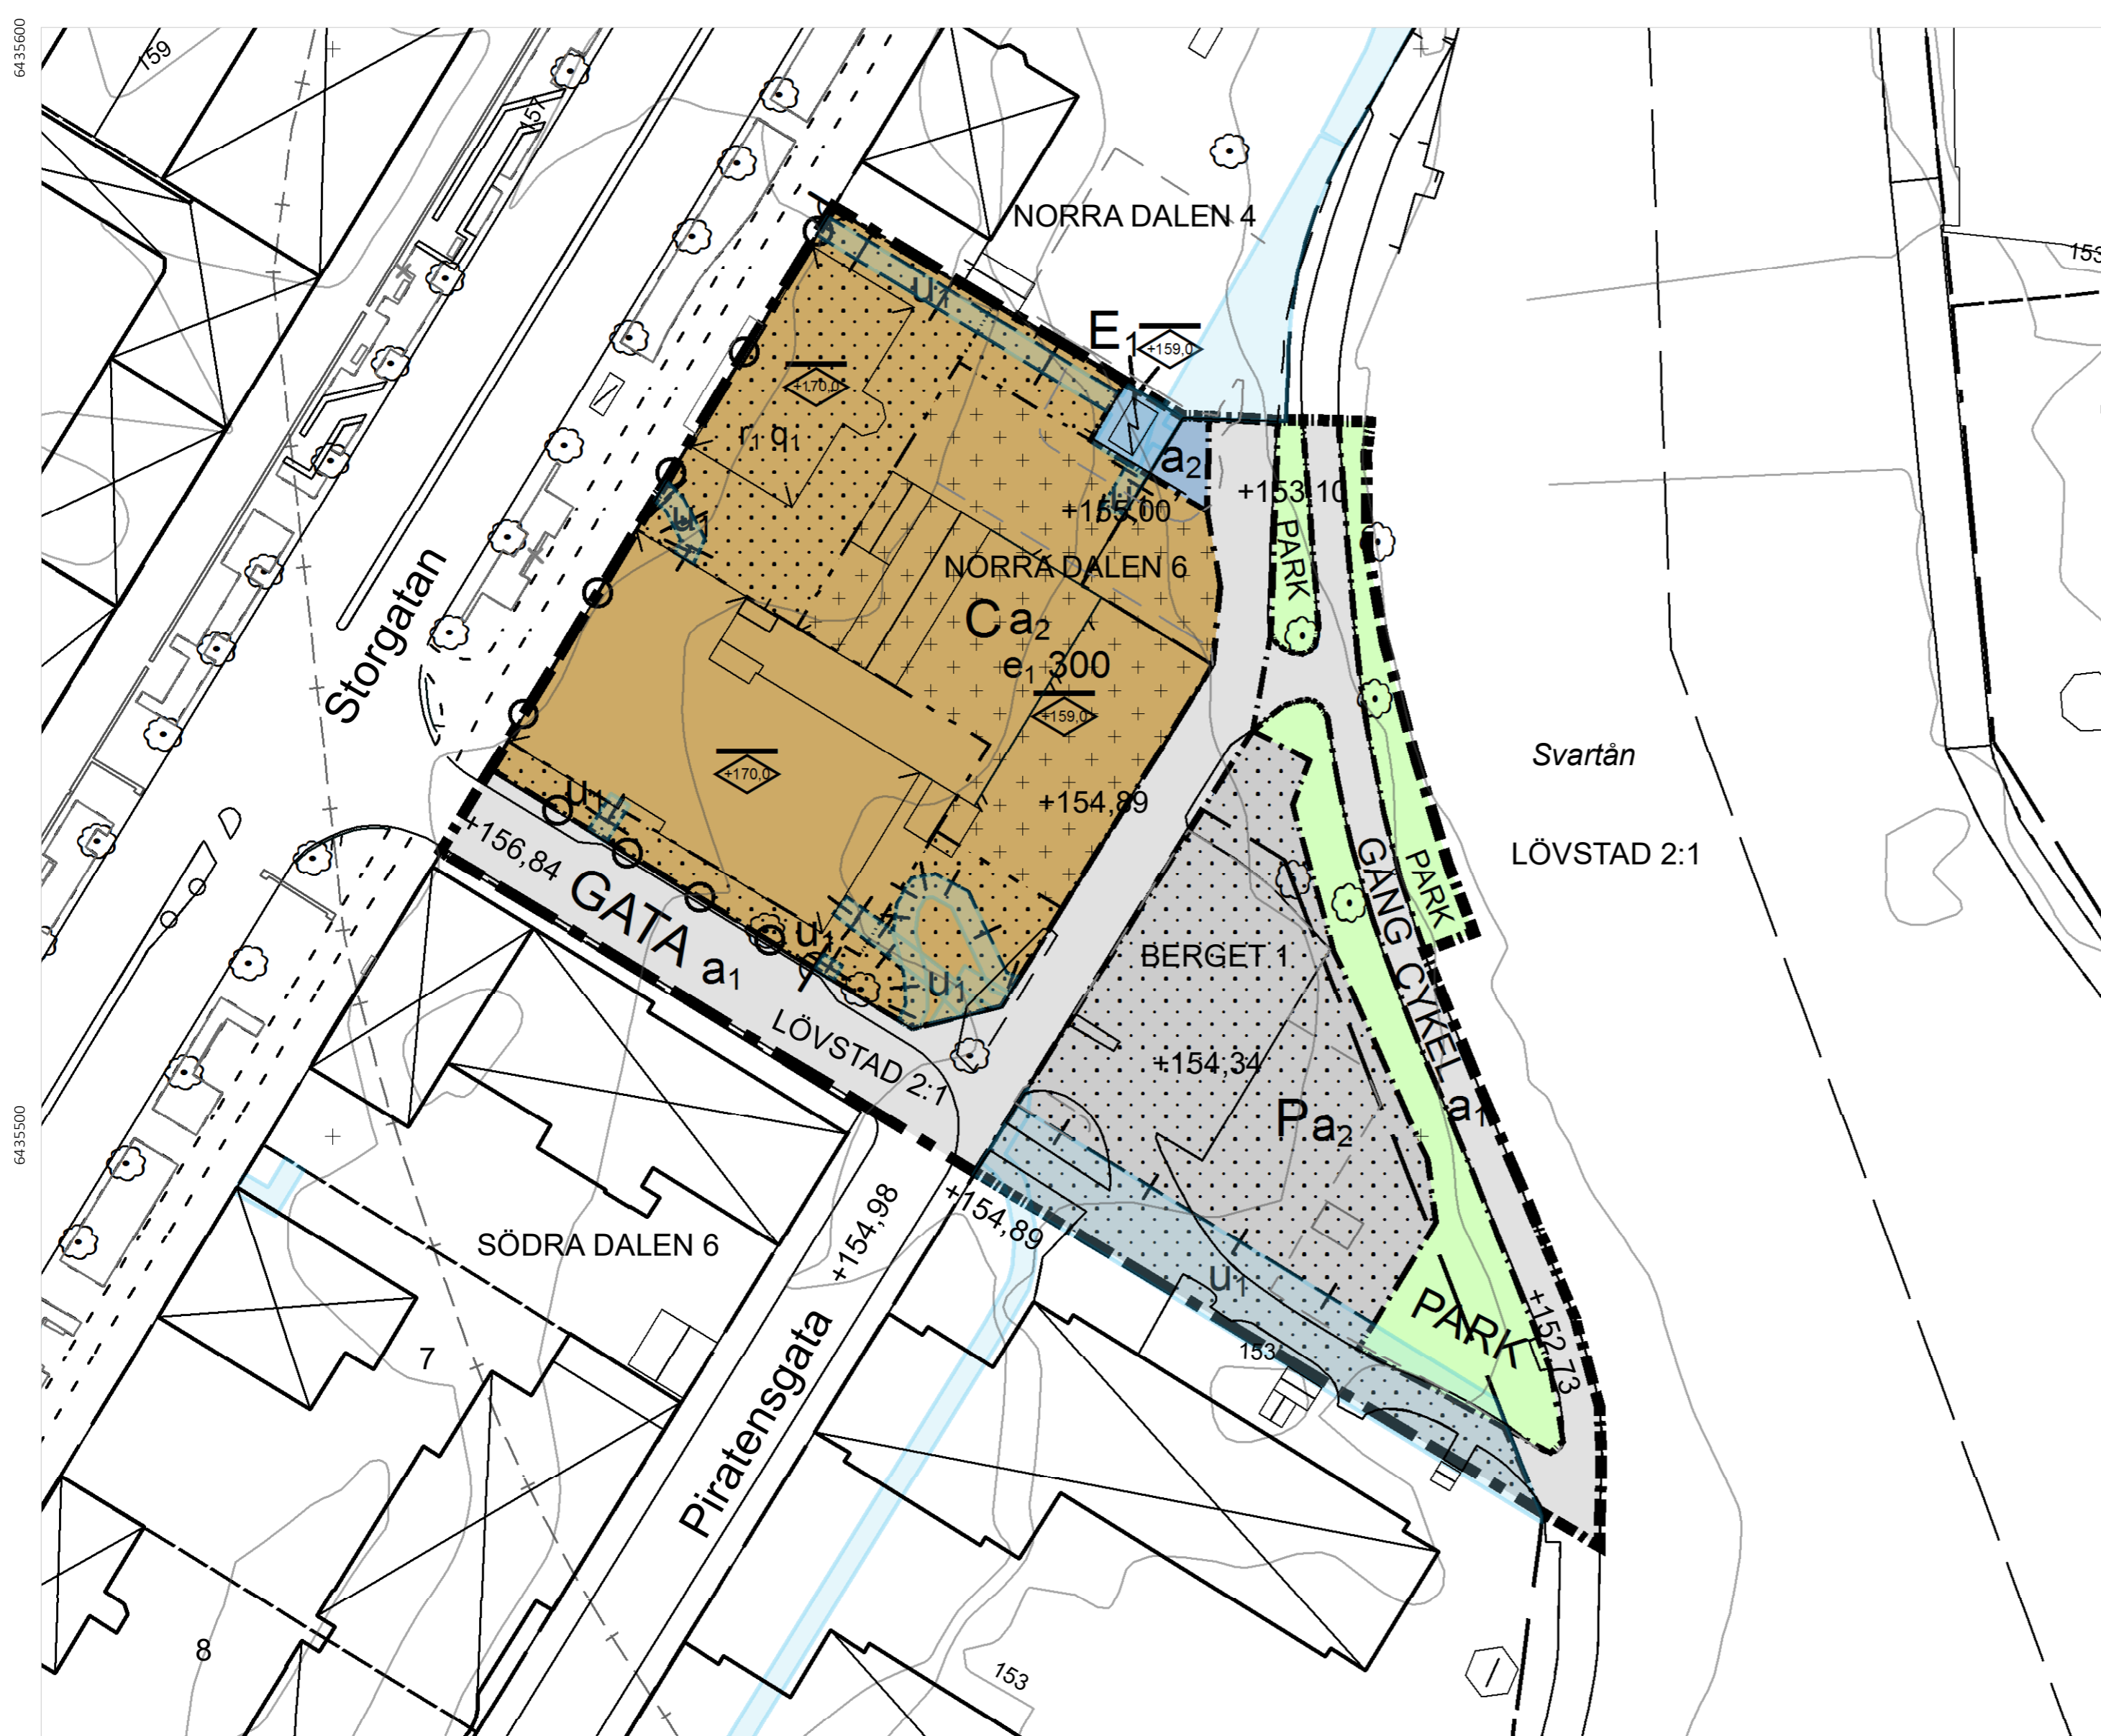 6435600
159
157
NORRA DALEN 4
153
u1
E1
+159,0
+170,0
r1 q1
a2
+153,10
u1
+155,00
u1
PARK
NORRA DALEN 6
Storgatan
Ca2
e1 300
+159,0
+170,0
Svartån
u1
+154,89
+156,84
GATA a1
LÖVSTAD 2:1
PARK
GÅNG CYKEL a1
u1
BERGET 1
u1
LÖVSTAD 2:1
+154,34
Pa2
6435500
+154,98
+154,89
SÖDRA DALEN 6
u1
PARK
+152,73
153
7
Piratensgata
8
153